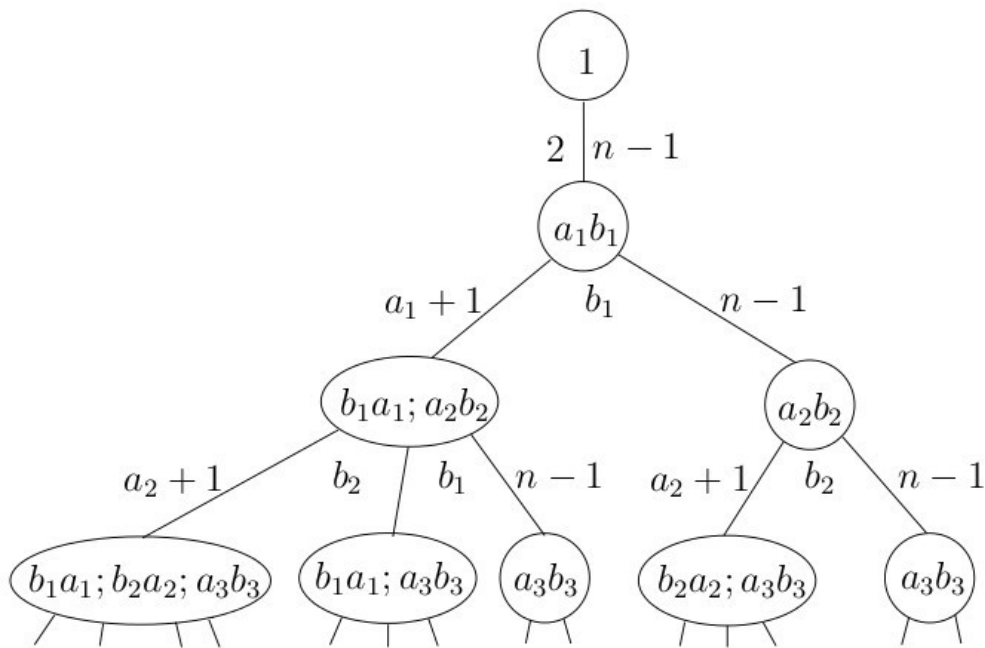 1
2 n − 1
a₁b₁
a₁ + 1 b₁ n − 1
b₁a₁; a₂b₂ a₂b₂
a₂ + 1 b₂ b₁ n − 1 a₂ + 1 b₂ n − 1
b₁a₁; b₂a₂; a₃b₃ b₁a₁; a₃b₃ a₃b₃ b₂a₂; a₃b₃ a₃b₃